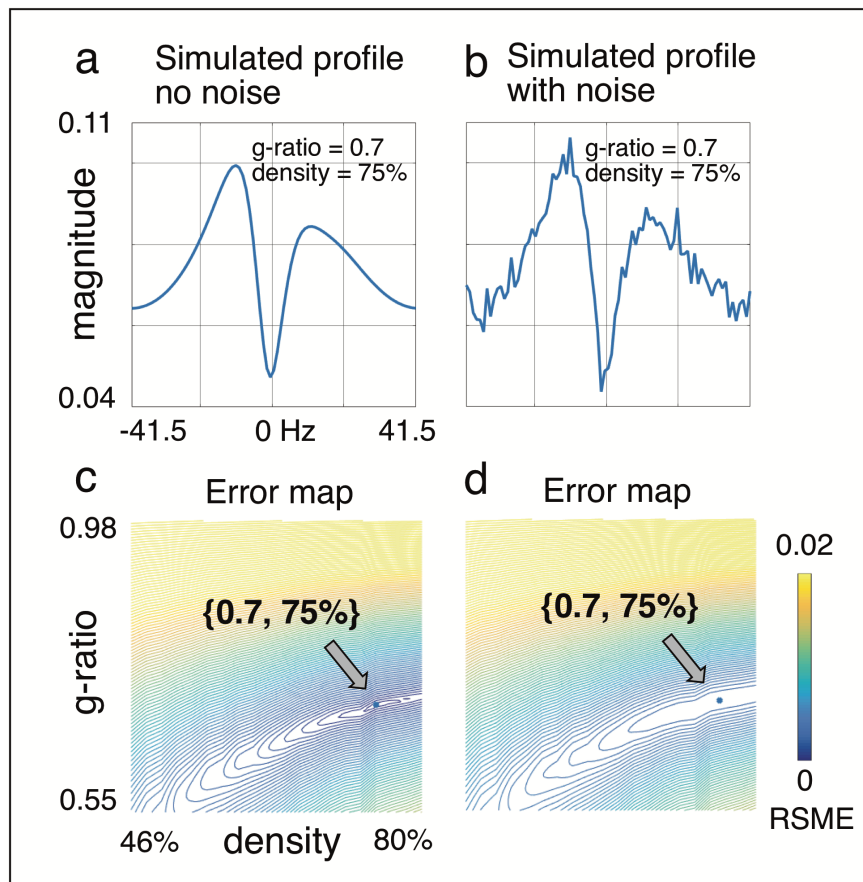 a
Simulated profile
no noise
b
Simulated profile
with noise
0.11
magnitude
0.04
g-ratio = 0.7
density = 75%
g-ratio = 0.7
density = 75%
-41.5
0 Hz
41.5
c
Error map
d
Error map
0.98
g-ratio
0.55
{0.7, 75%}
{0.7, 75%}
0.02
0
RSME
46%
density
80%